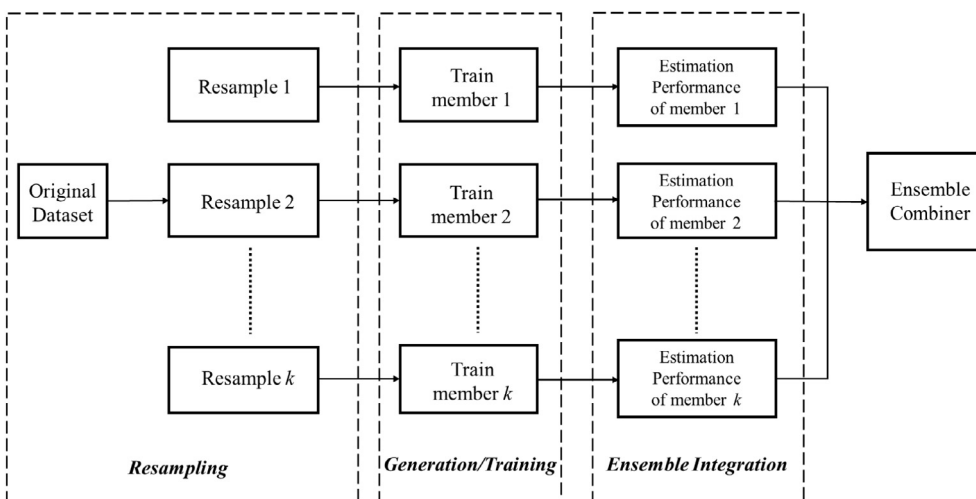 Resample 1
Train
member 1
Estimation
Performance
of member 1
Original
Dataset
Resample 2
Train
member 2
Estimation
Performance
of member 2
Ensemble
Combiner
Resample k
Train
member k
Estimation
Performance
of member k
Resampling
Generation/Training
Ensemble Integration